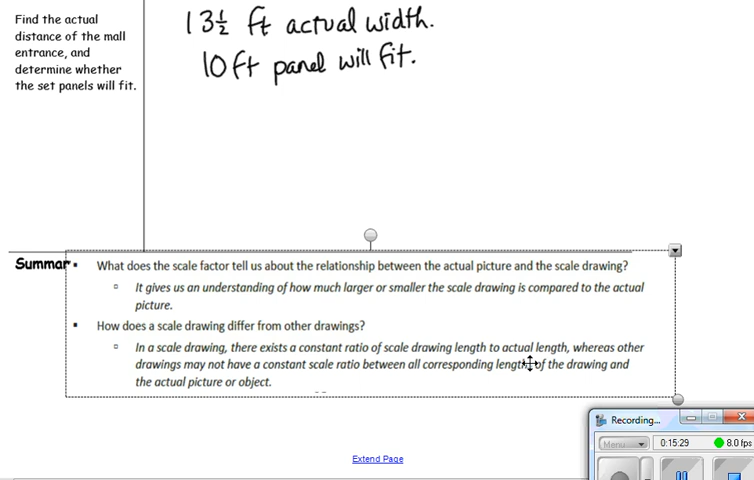 Find the actual
distance of the mall
entrance, and
determine whether
the set panels will fit.
13½ ft actual width.
10ft panel will fit.
Summar
▪ What does the scale factor tell us about the relationship between the actual picture and the scale drawing?
▫ It gives us an understanding of how much larger or smaller the scale drawing is compared to the actual
picture.
▪ How does a scale drawing differ from other drawings?
▫ In a scale drawing, there exists a constant ratio of scale drawing length to actual length, whereas other
drawings may not have a constant scale ratio between all corresponding length of the drawing and
the actual picture or object.
Recording...
Menu
0:15:29
8.0 fps
Extend Page